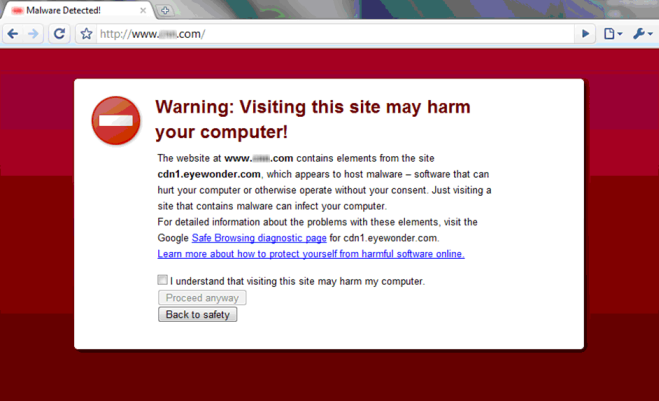 Malware Detected!
http://www. .com/
Warning: Visiting this site may harm
your computer!
The website at www. .com contains elements from the site
cdn1.eyewonder.com, which appears to host malware – software that can
hurt your computer or otherwise operate without your consent. Just visiting a
site that contains malware can infect your computer.
For detailed information about the problems with these elements, visit the
Google Safe Browsing diagnostic page for cdn1.eyewonder.com.
Learn more about how to protect yourself from harmful software online.
I understand that visiting this site may harm my computer.
Proceed anyway
Back to safety